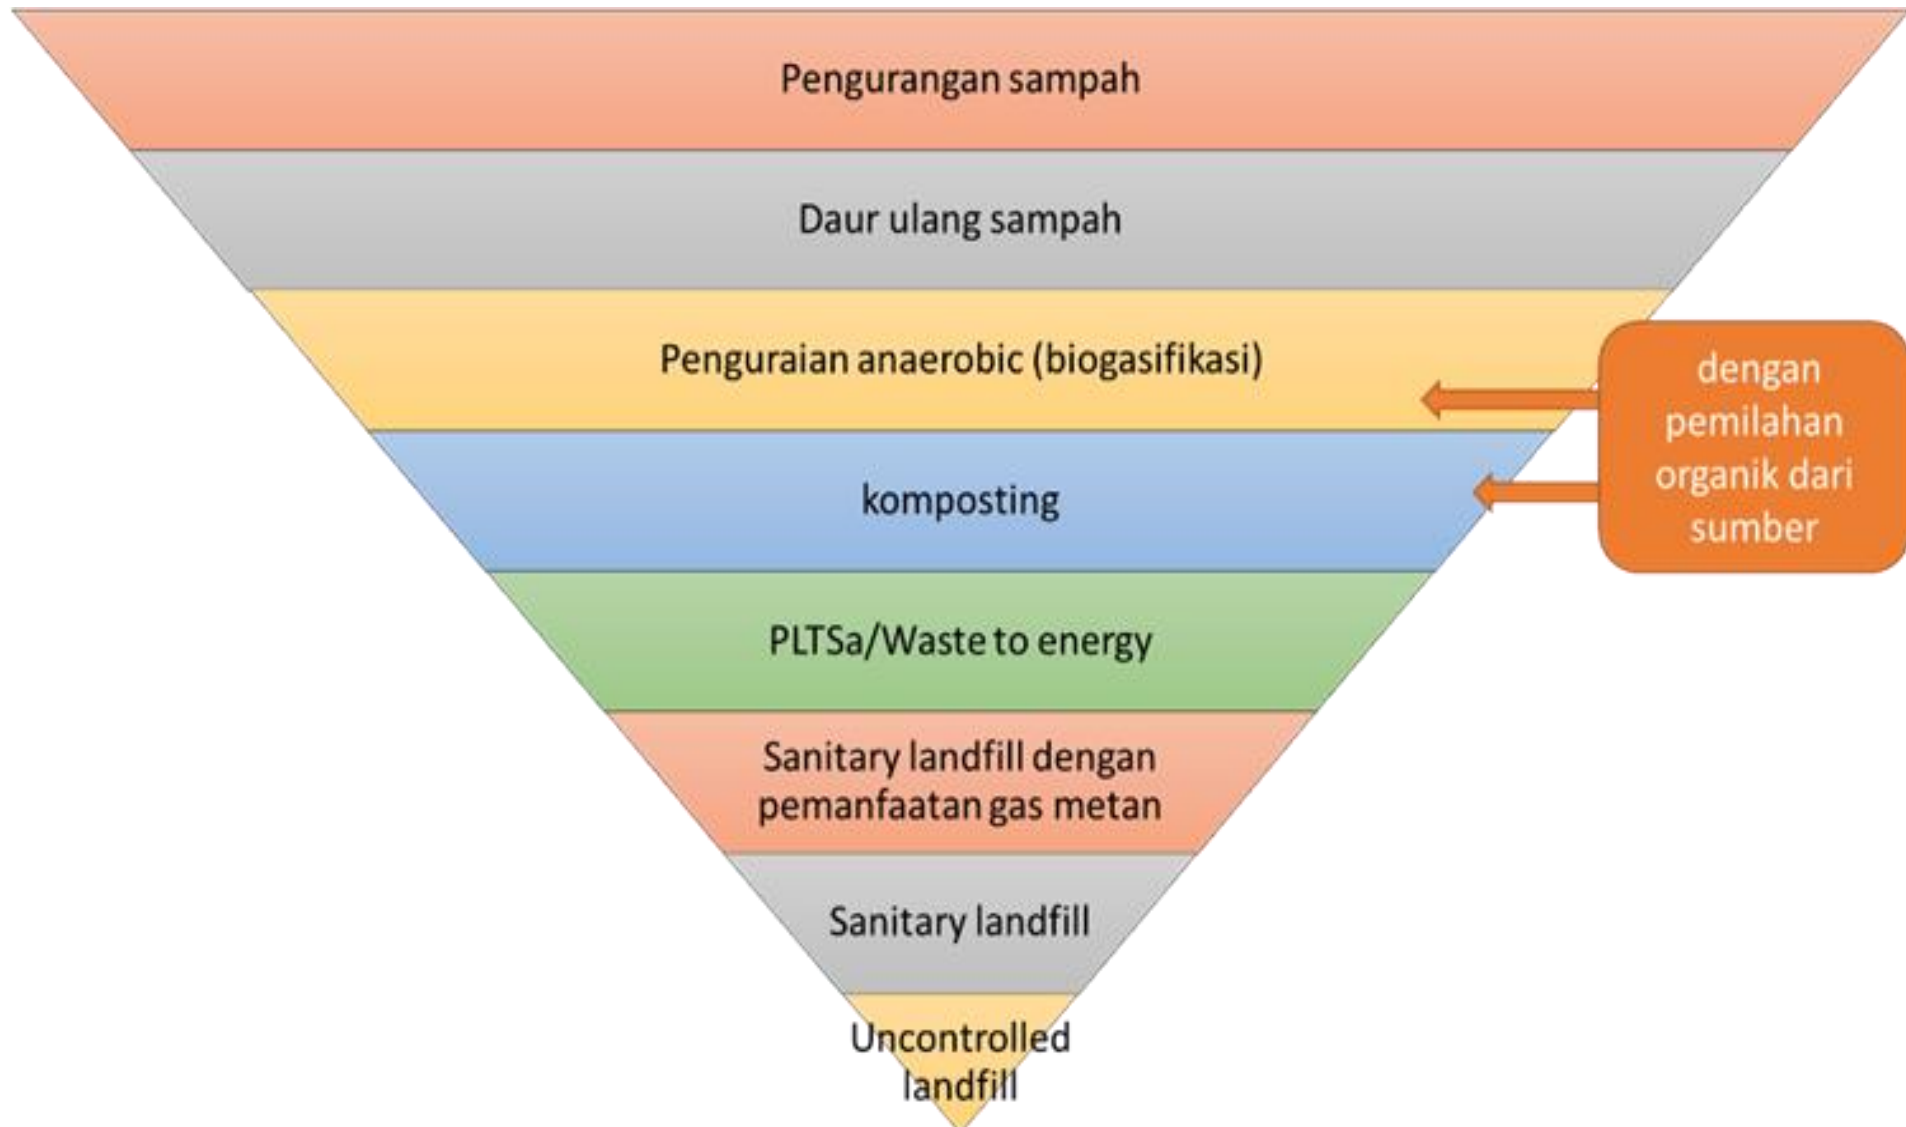 Pengurangan sampah
Daur ulang sampah
Penguraian anaerobic (biogasifikasi)
komposting
dengan
pemilahan
organik dari
sumber
PLTSa/Waste to energy
Sanitary landfill dengan
pemanfaatan gas metan
Sanitary landfill
Uncontrolled
landfill